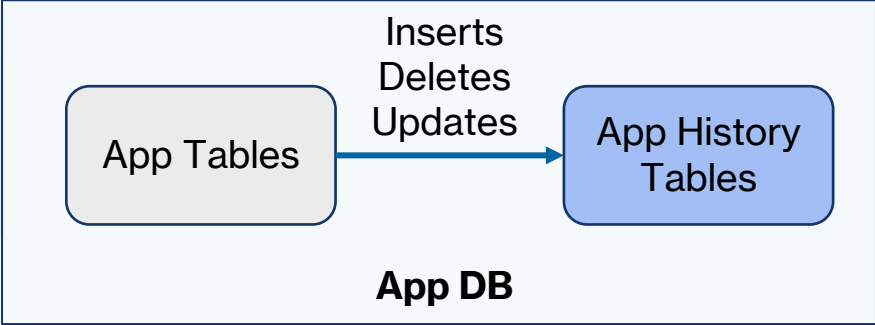 Inserts
Deletes
Updates
App Tables
App History
Tables
App DB